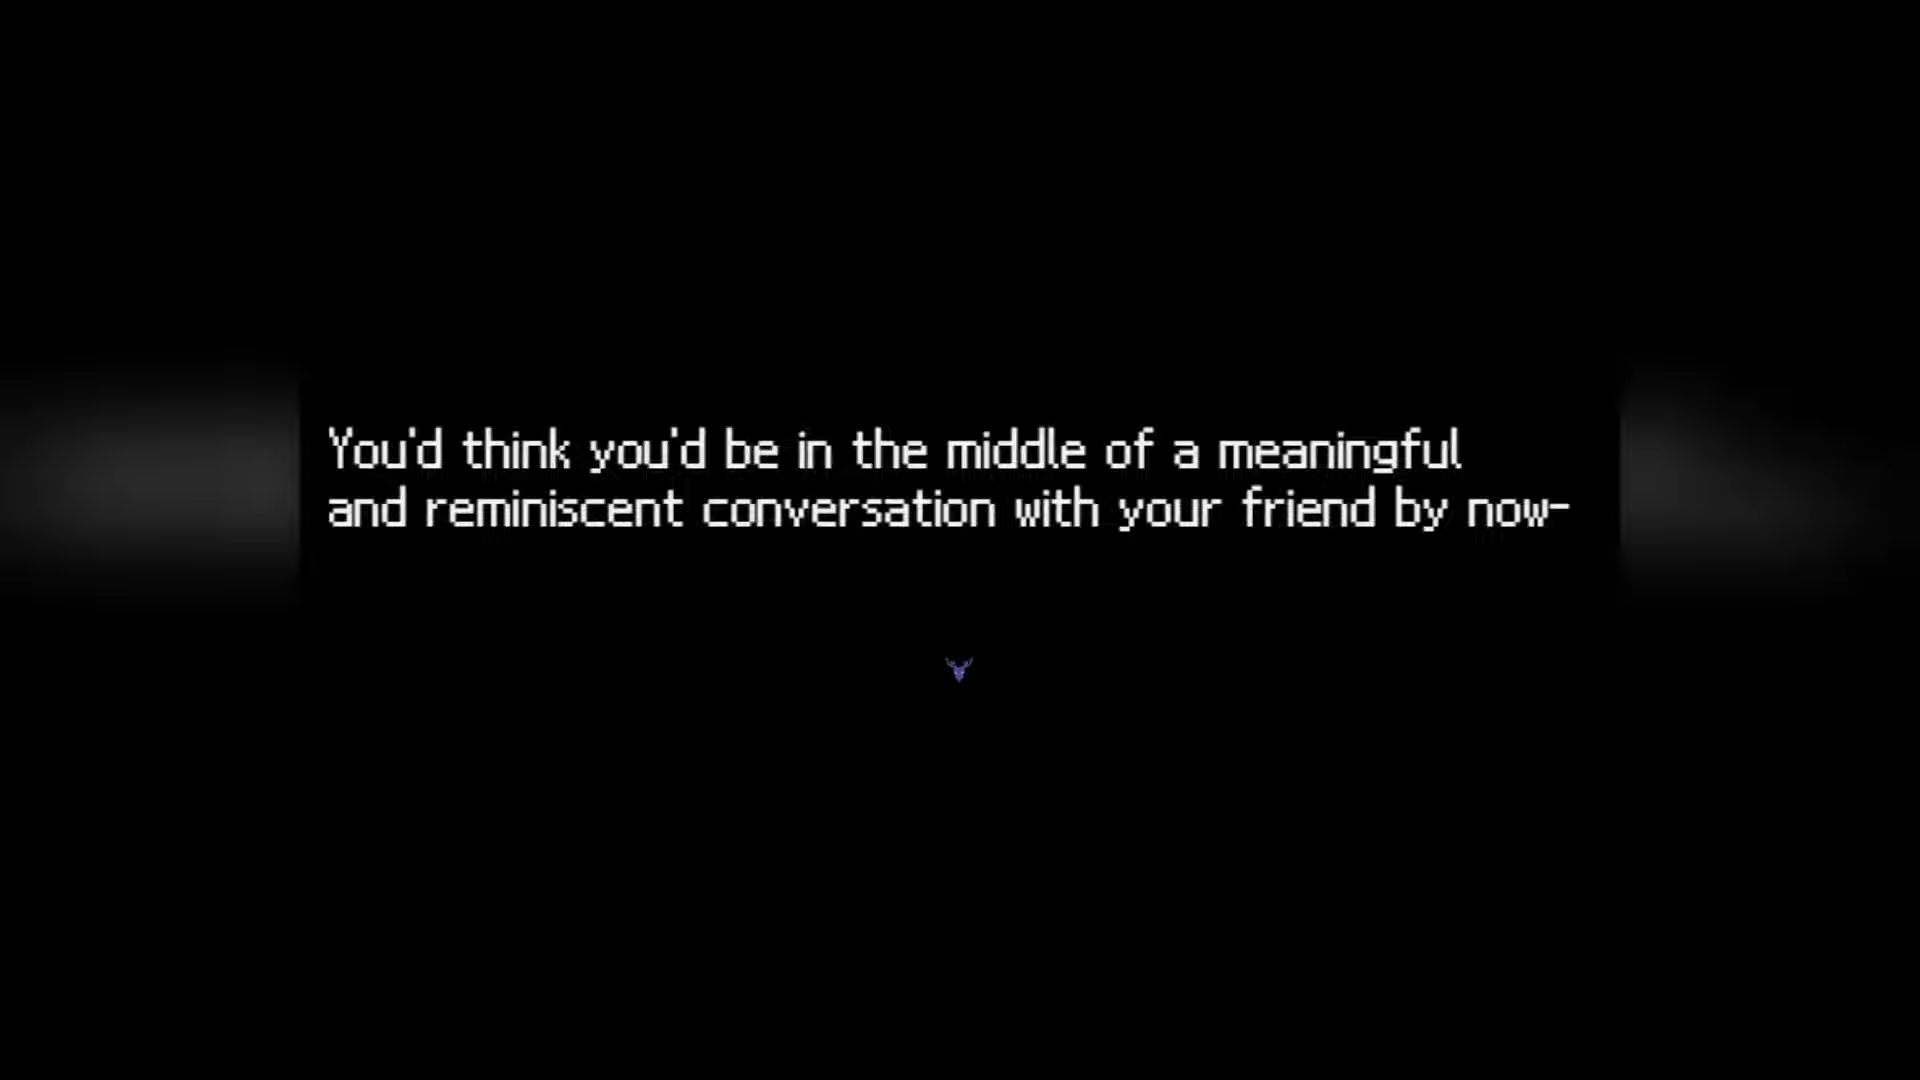 You'd think you'd be in the middle of a meaningful
and reminiscent conversation with your friend by now-